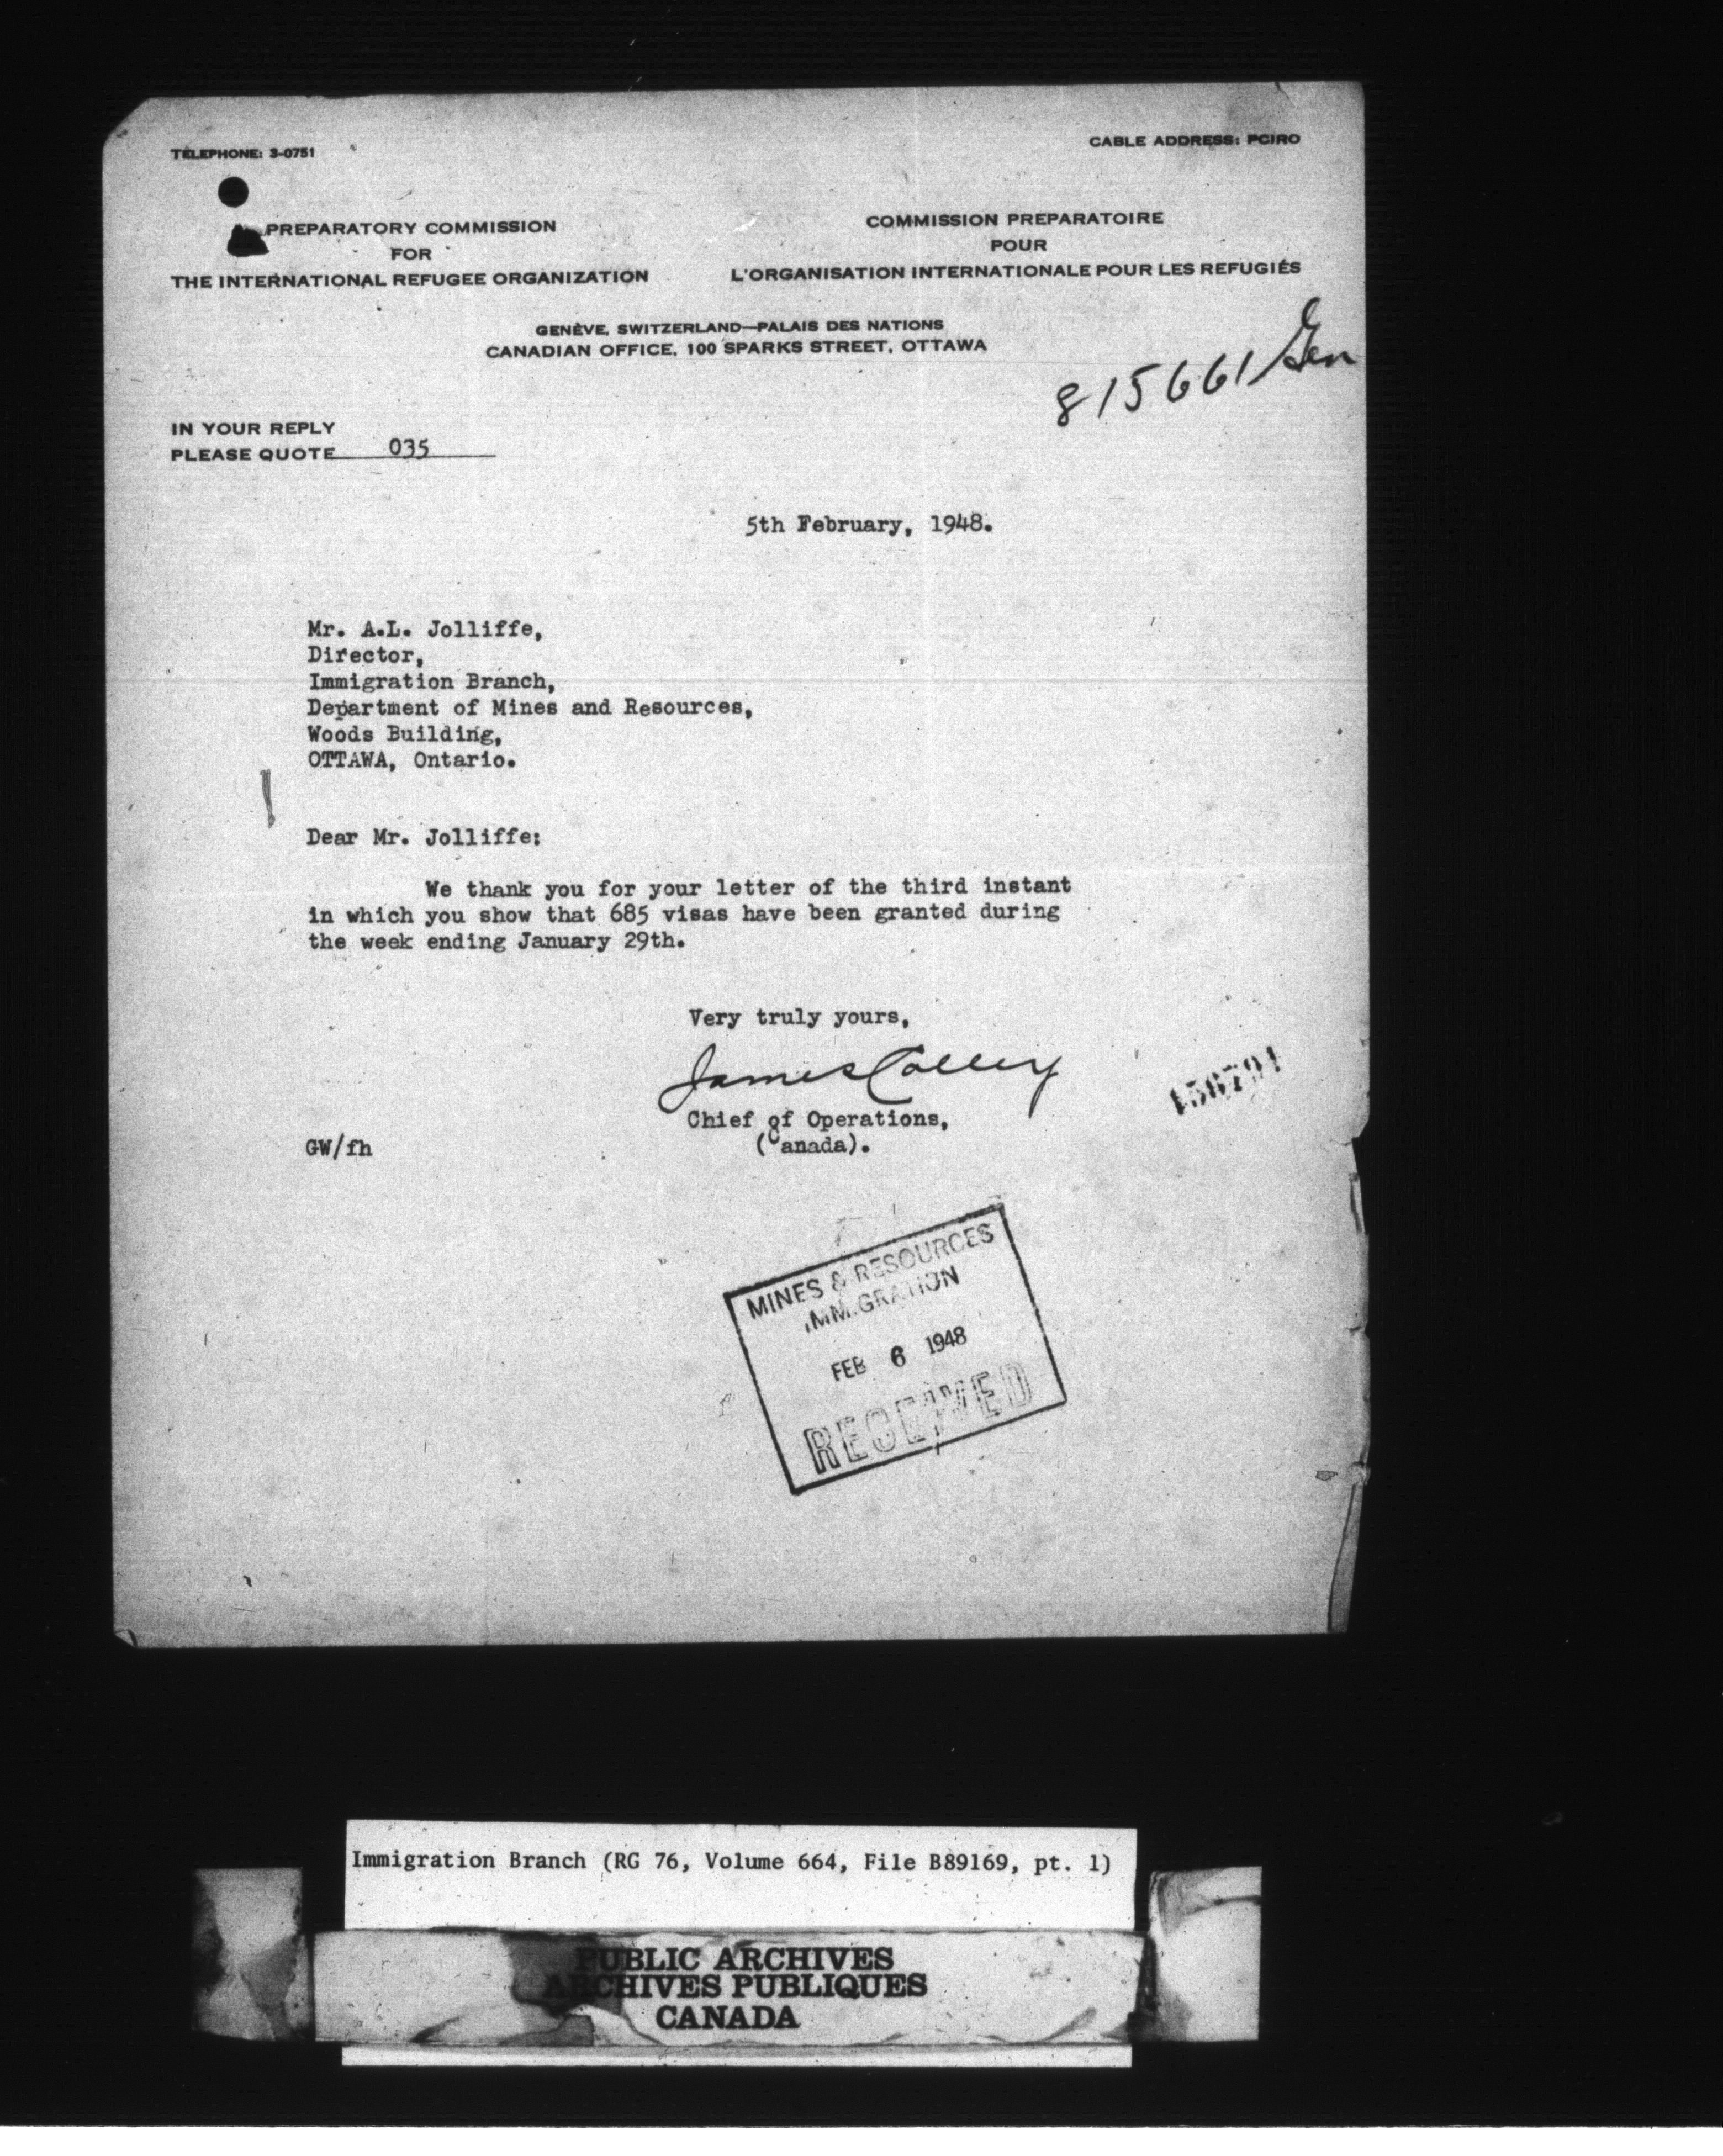 TELEPHONE: 3-0751
CABLE ADDRESS: PCIRO
PREPARATORY COMMISSION
FOR
THE INTERNATIONAL REFUGEE ORGANIZATION
COMMISSION PREPARATOIRE
POUR
L'ORGANISATION INTERNATIONALE POUR LES REFUGIÉS
GENÈVE, SWITZERLAND—PALAIS DES NATIONS
CANADIAN OFFICE, 100 SPARKS STREET, OTTAWA
815661 Gen
IN YOUR REPLY
PLEASE QUOTE 035
5th February, 1948.
Mr. A.L. Jolliffe,
Director,
Immigration Branch,
Department of Mines and Resources,
Woods Building,
OTTAWA, Ontario.
Dear Mr. Jolliffe:
We thank you for your letter of the third instant
in which you show that 685 visas have been granted during
the week ending January 29th.
Very truly yours,
James Colley
Chief of Operations,
(Canada).
GW/fh
MINES & RESOURCES
IMMIGRATION
FEB 6 1948
RECEIVED
Immigration Branch (RG 76, Volume 664, File B89169, pt. 1)
PUBLIC ARCHIVES
ARCHIVES PUBLIQUES
CANADA